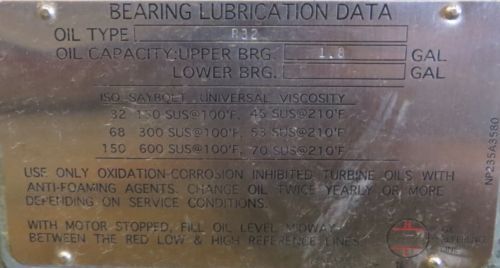 BEARING LUBRICATION DATA
OIL TYPE R32
OIL CAPACITY: UPPER BRG. 1.8 GAL
LOWER BRG. GAL
ISO SAYBOLT UNIVERSAL VISCOSITY
32 150 SUS@100°F, 45 SUS@210°F
68 300 SUS@100°F, 53 SUS@210°F
150 600 SUS@100°F, 70 SUS@210°F
USE ONLY OXIDATION-CORROSION INHIBITED TURBINE OILS WITH
ANTI-FOAMING AGENTS. CHANGE OIL TWICE YEARLY OR MORE
DEPENDING ON SERVICE CONDITIONS.
WITH MOTOR STOPPED, FILL OIL LEVEL MIDWAY
BETWEEN THE RED LOW & HIGH REFERENCE LINES
REFERENCE
LINE
NP235A3580